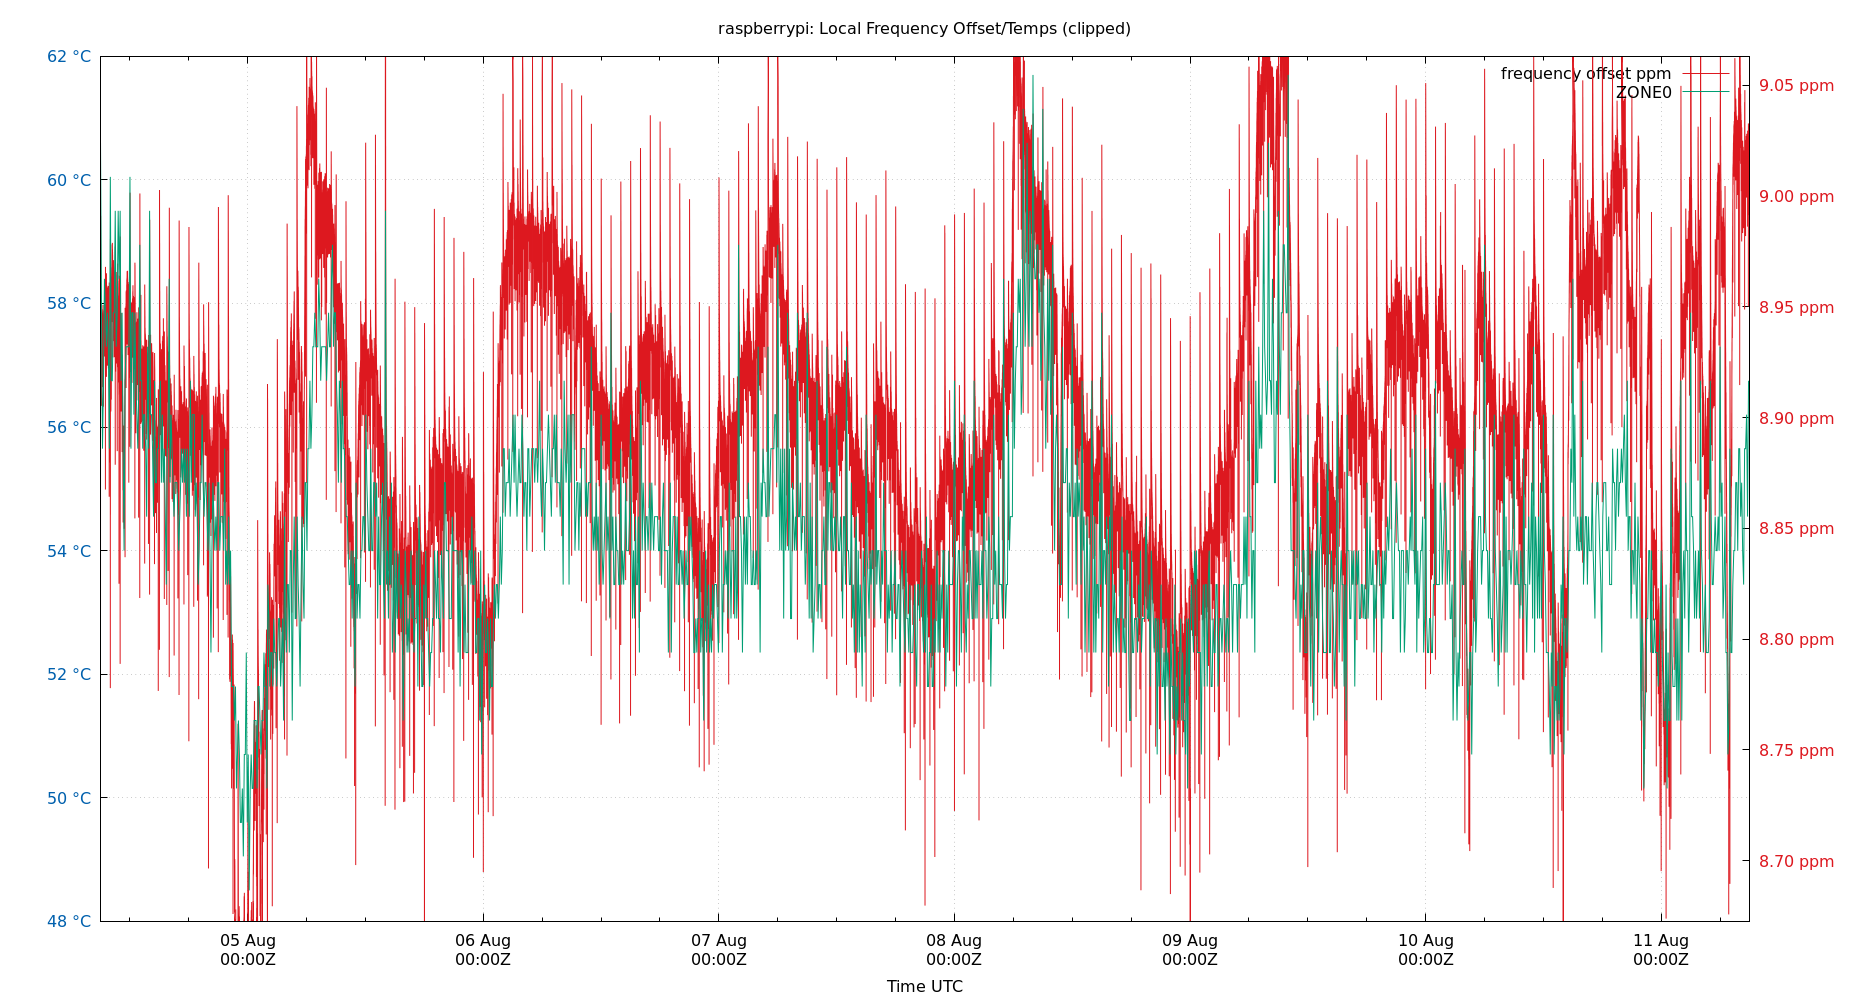 raspberrypi: Local Frequency Offset/Temps (clipped)
62 °C
60 °C
58 °C
56 °C
54 °C
52 °C
50 °C
48 °C
frequency offset ppm
ZONE0
9.05 ppm
9.00 ppm
8.95 ppm
8.90 ppm
8.85 ppm
8.80 ppm
8.75 ppm
8.70 ppm
05 Aug
00:00Z
06 Aug
00:00Z
07 Aug
00:00Z
08 Aug
00:00Z
09 Aug
00:00Z
10 Aug
00:00Z
11 Aug
00:00Z
Time UTC